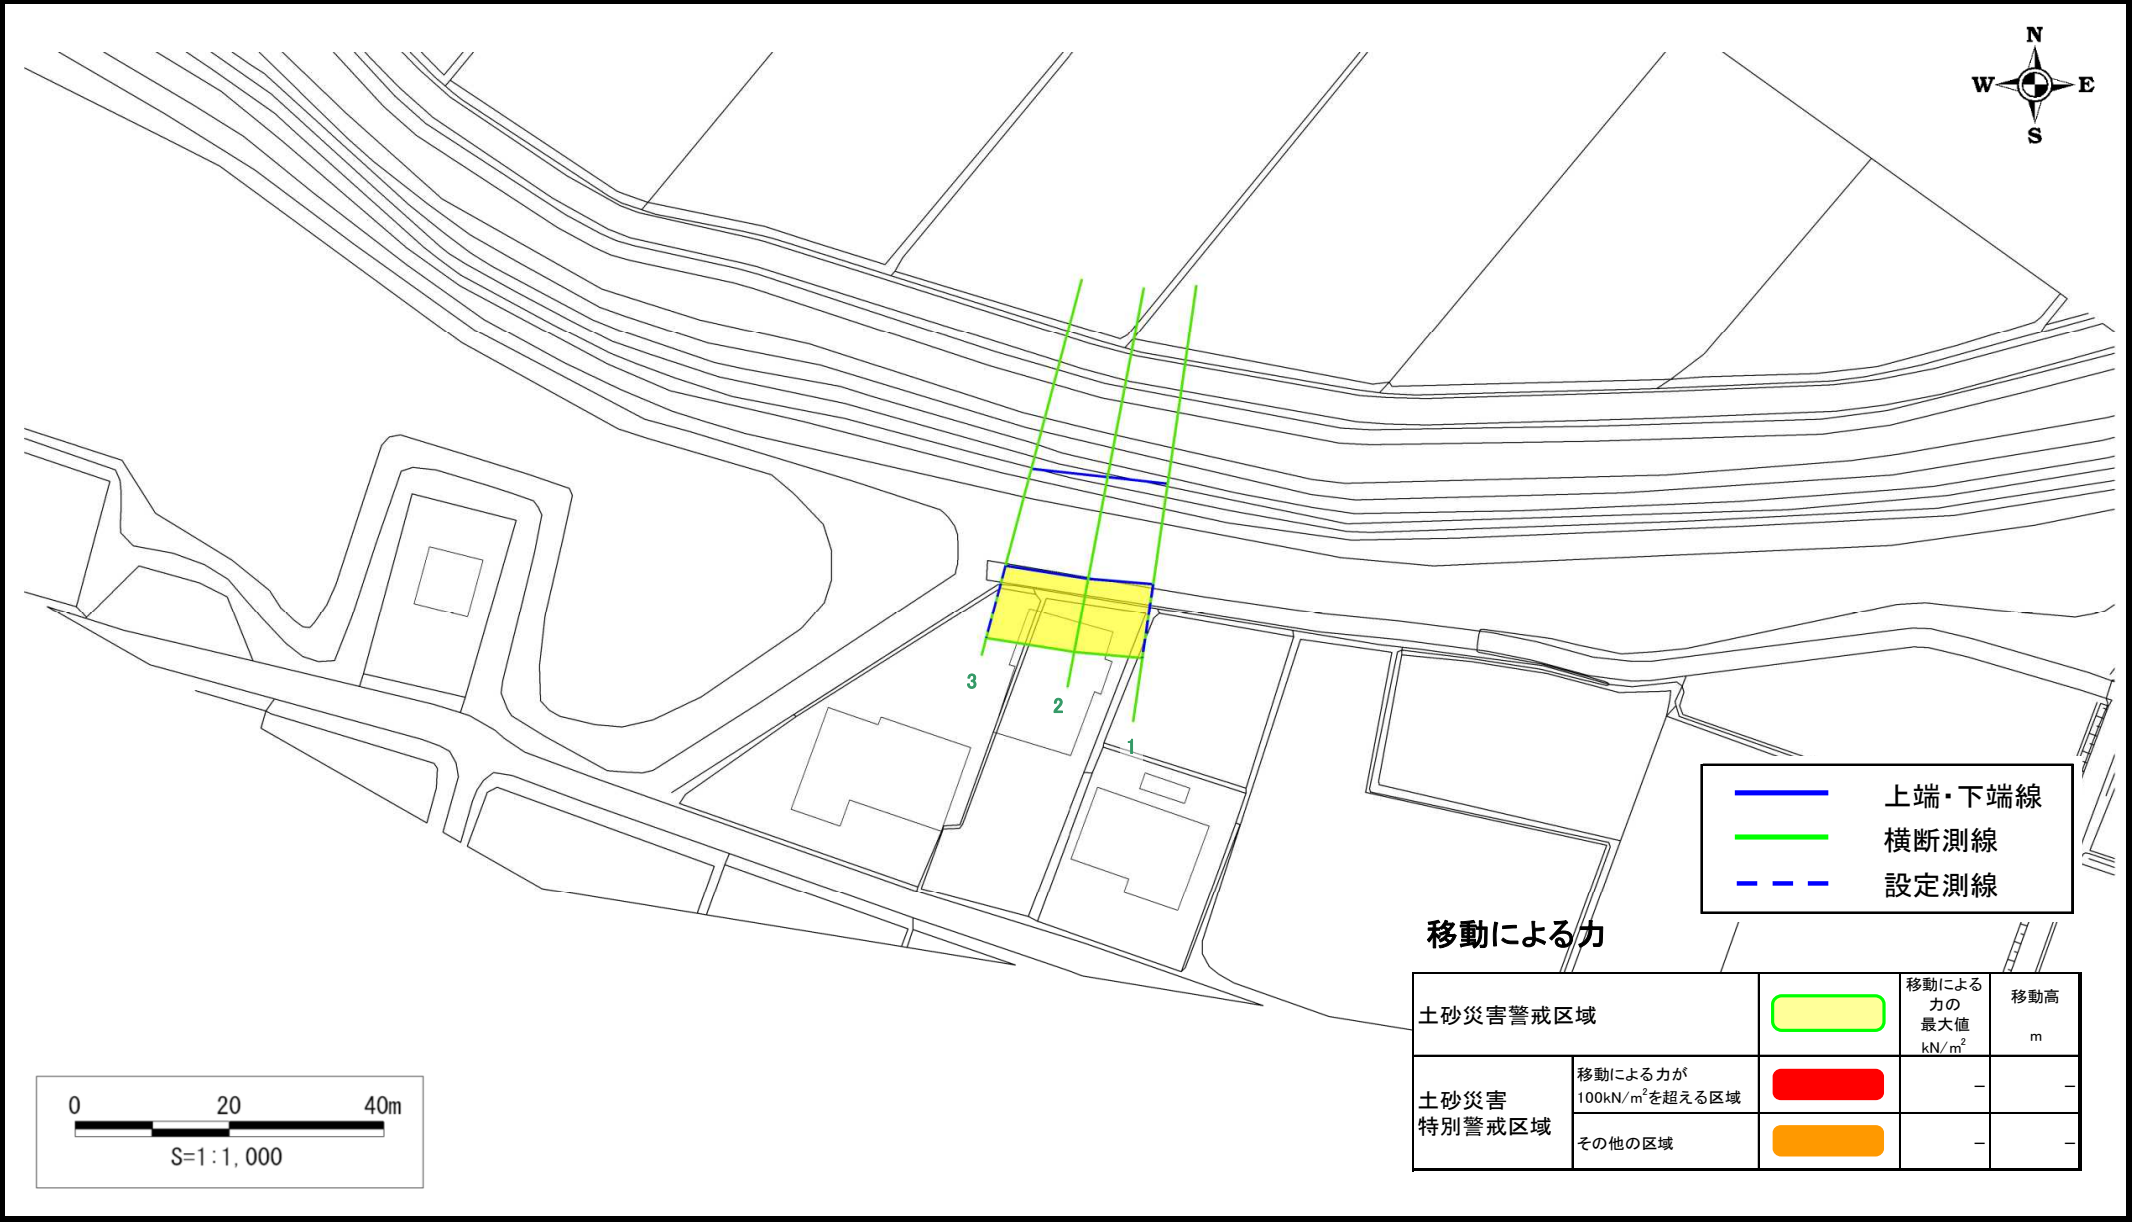 N
W E
S
3
2
1
上端・下端線
横断測線
設定測線
移動による力
土砂災害警戒区域
移動による
力の
最大値
kN/m²
移動高
m
土砂災害
特別警戒区域
移動による力が
100kN/m²を超える区域
－ －
その他の区域
－ －
0 20 40m
S=1:1,000